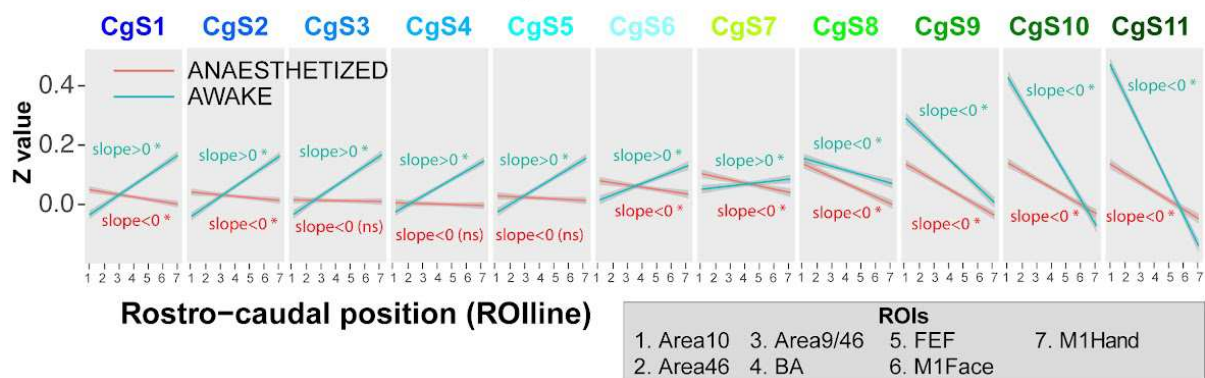 CgS1 CgS2 CgS3 CgS4 CgS5 CgS6 CgS7 CgS8 CgS9 CgS10 CgS11
ANAESTHETIZED
AWAKE
Z value
0.4
0.2
0.0
slope>0 * slope>0 * slope>0 * slope>0 * slope>0 * slope>0 * slope>0 * slope<0 * slope<0 * slope<0 * slope<0 *
slope<0 * slope<0 * slope<0 (ns) slope<0 (ns) slope<0 (ns) slope<0 * slope<0 * slope<0 * slope<0 * slope<0 * slope<0 *
1 2 3 4 5 6 7 1 2 3 4 5 6 7 1 2 3 4 5 6 7 1 2 3 4 5 6 7 1 2 3 4 5 6 7 1 2 3 4 5 6 7 1 2 3 4 5 6 7 1 2 3 4 5 6 7 1 2 3 4 5 6 7 1 2 3 4 5 6 7 1 2 3 4 5 6 7
Rostro−caudal position (ROIline)
ROIs
1. Area10 3. Area9/46 5. FEF 7. M1Hand
2. Area46 4. BA 6. M1Face